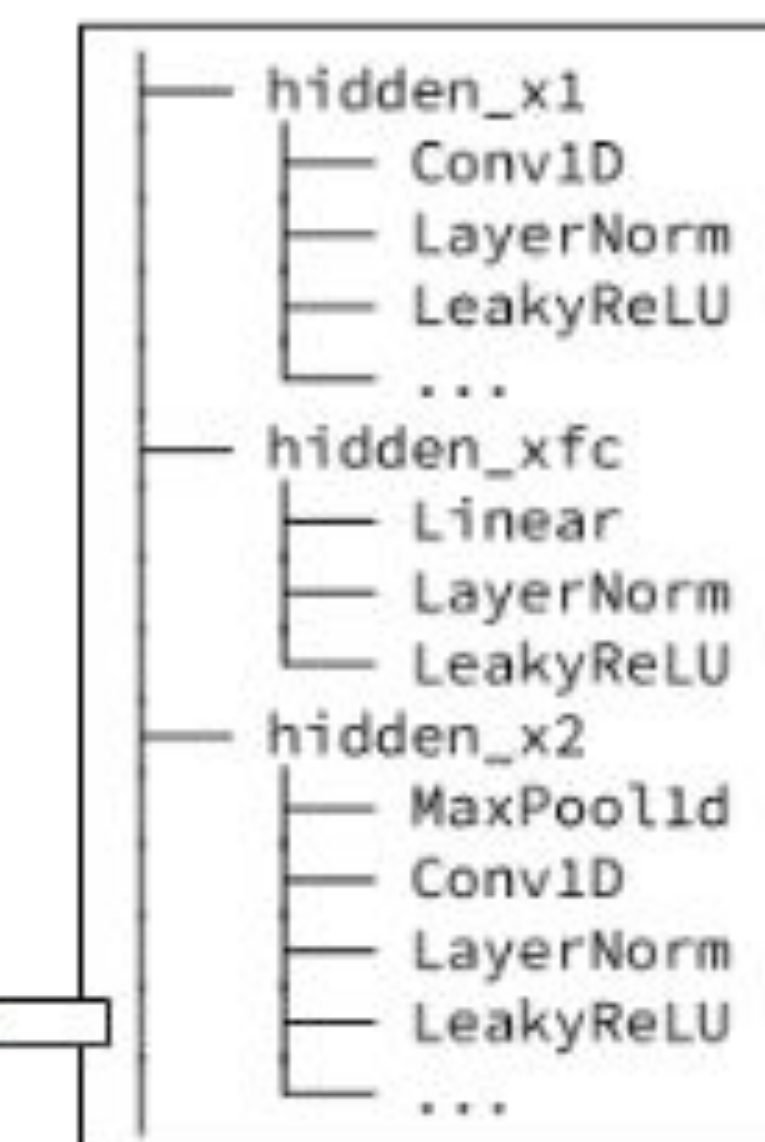 hidden_x1
Conv1D
LayerNorm
LeakyReLU
...
hidden_xfc
Linear
LayerNorm
LeakyReLU
hidden_x2
MaxPool1d
Conv1D
LayerNorm
LeakyReLU
...